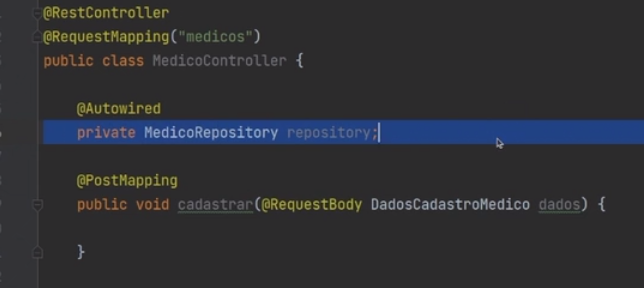 @RestController
@RequestMapping("medicos")
public class MedicoController {
@Autowired
private MedicoRepository repository;
@PostMapping
public void cadastrar(@RequestBody DadosCadastroMedico dados) {
}